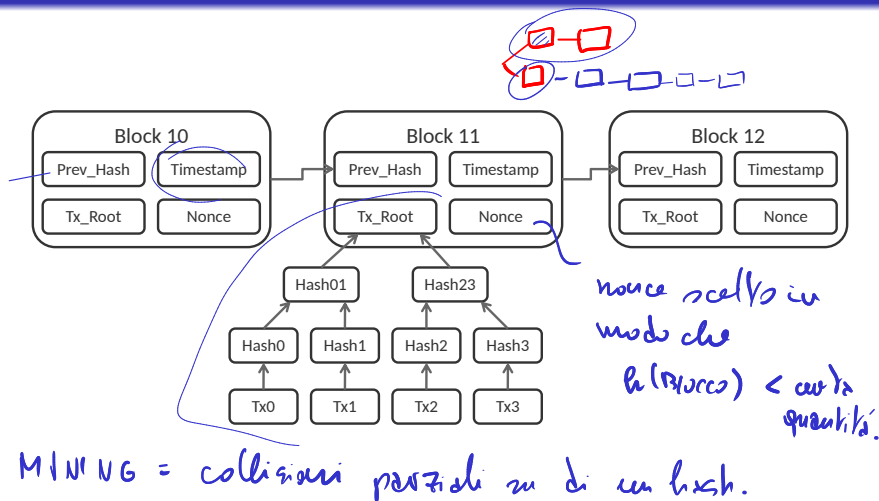 Block 10
Block 11
Block 12
Prev_Hash Timestamp
Prev_Hash Timestamp
Prev_Hash Timestamp
Tx_Root Nonce
Tx_Root Nonce
Tx_Root Nonce
Hash01 Hash23
Hash0 Hash1 Hash2 Hash3
Tx0 Tx1 Tx2 Tx3
nonce scelto in
modo che
h(Blocco) < certa
quantità.
MINING = collisioni parziali su di un hash.